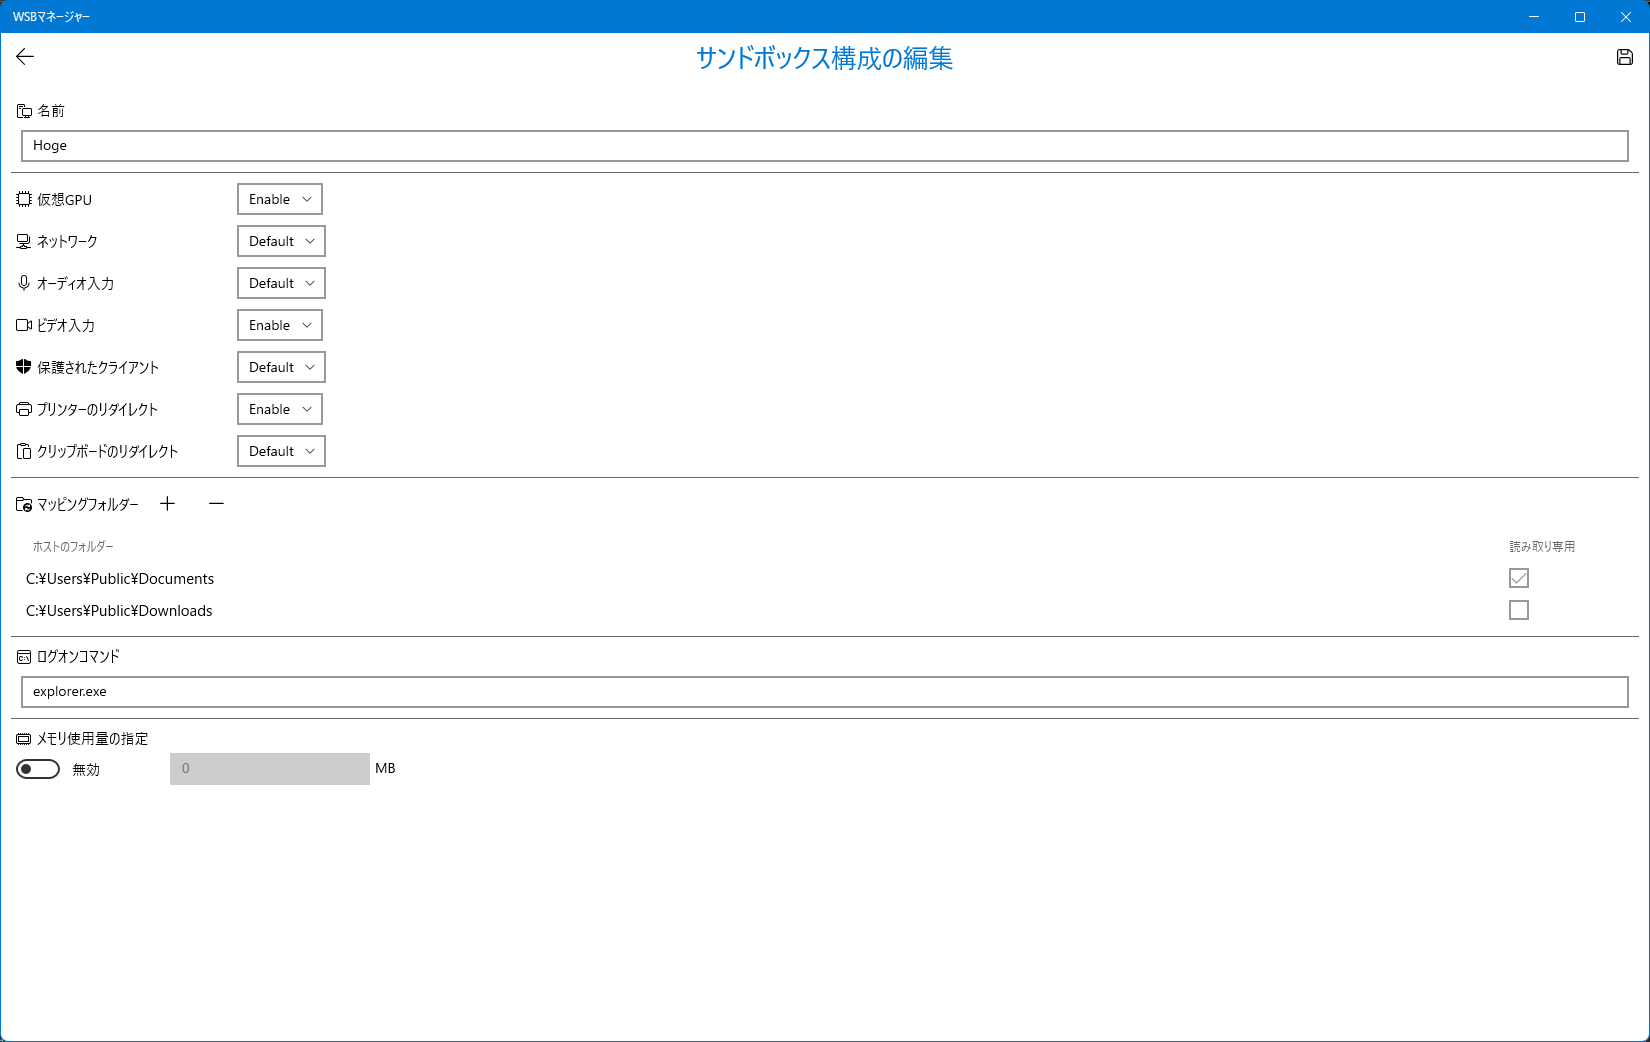 WSBマネージャー
サンドボックス構成の編集
名前
Hoge
仮想GPU Enable
ネットワーク Default
オーディオ入力 Default
ビデオ入力 Enable
保護されたクライアント Default
プリンターのリダイレクト Enable
クリップボードのリダイレクト Default
マッピングフォルダー
ホストのフォルダー 読み取り専用
C:¥Users¥Public¥Documents
C:¥Users¥Public¥Downloads
ログオンコマンド
explorer.exe
メモリ使用量の指定
無効 0 MB